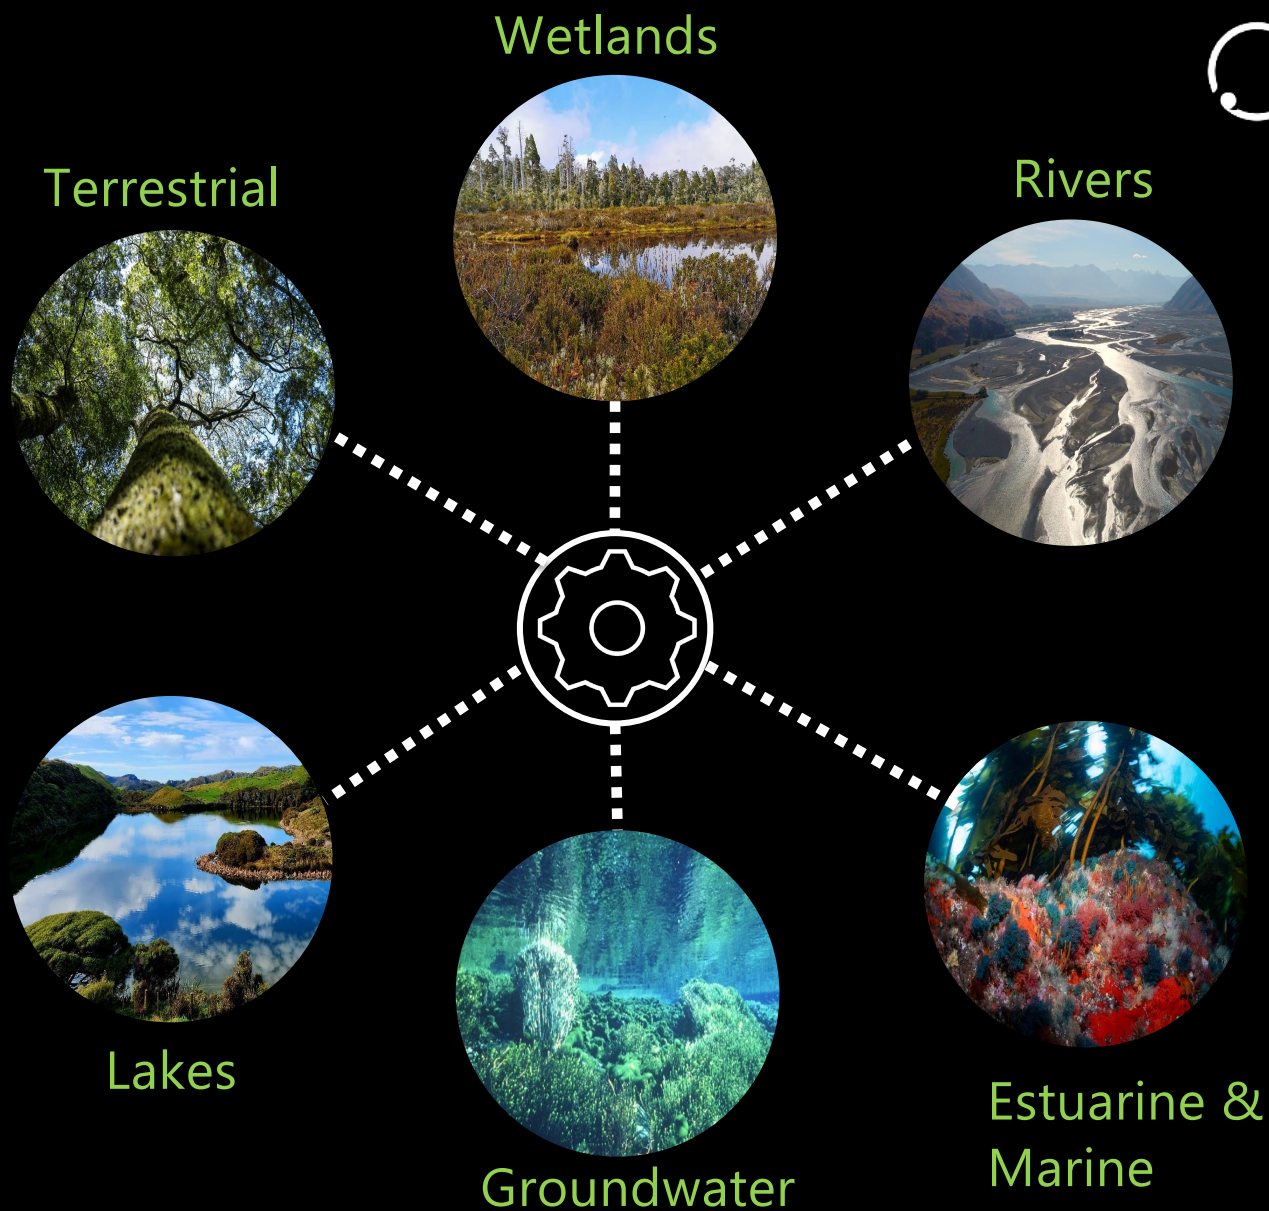 Wetlands
Terrestrial
Rivers
Lakes
Groundwater
Estuarine &
Marine